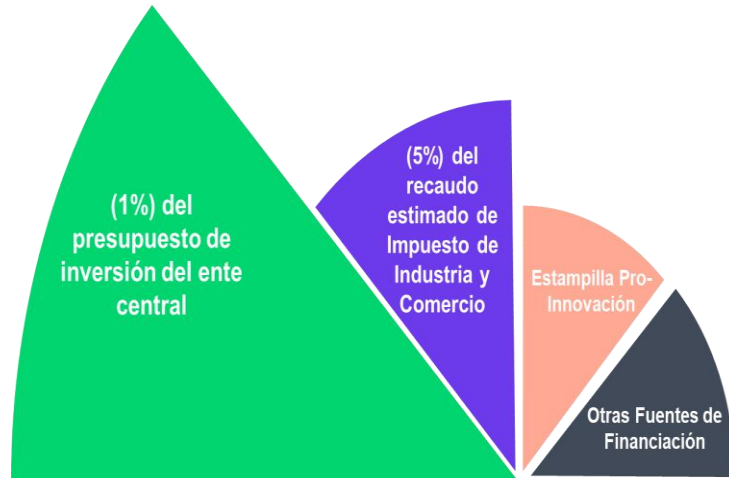 (1%) del
presupuesto de
inversión del ente
central
(5%) del
recaudo
estimado de
Impuesto de
Industria y
Comercio
Estampilla Pro-
Innovación
Otras Fuentes de
Financiación